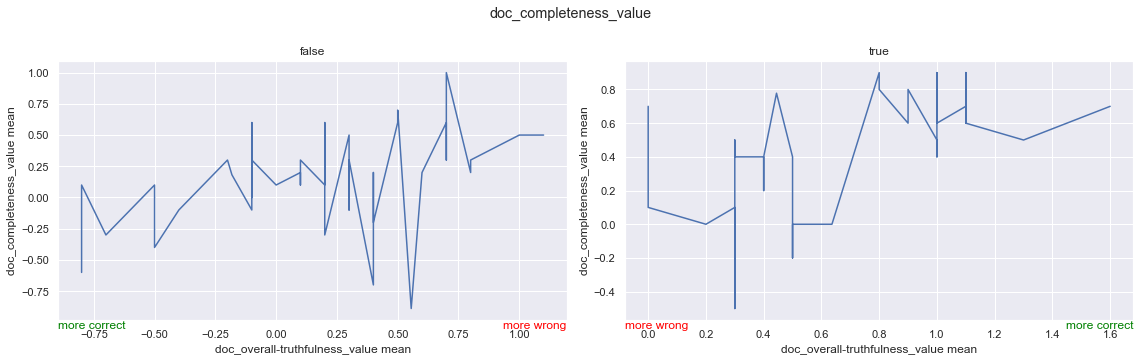 doc_completeness_value
false
true
doc_completeness_value mean
1.00
0.75
0.50
0.25
0.00
−0.25
−0.50
−0.75
more correct
more wrong
−0.75
−0.50
−0.25
0.00
0.25
0.50
0.75
1.00
doc_overall-truthfulness_value mean
doc_completeness_value mean
0.8
0.6
0.4
0.2
0.0
−0.2
−0.4
more wrong
more correct
0.0
0.2
0.4
0.6
0.8
1.0
1.2
1.4
1.6
doc_overall-truthfulness_value mean